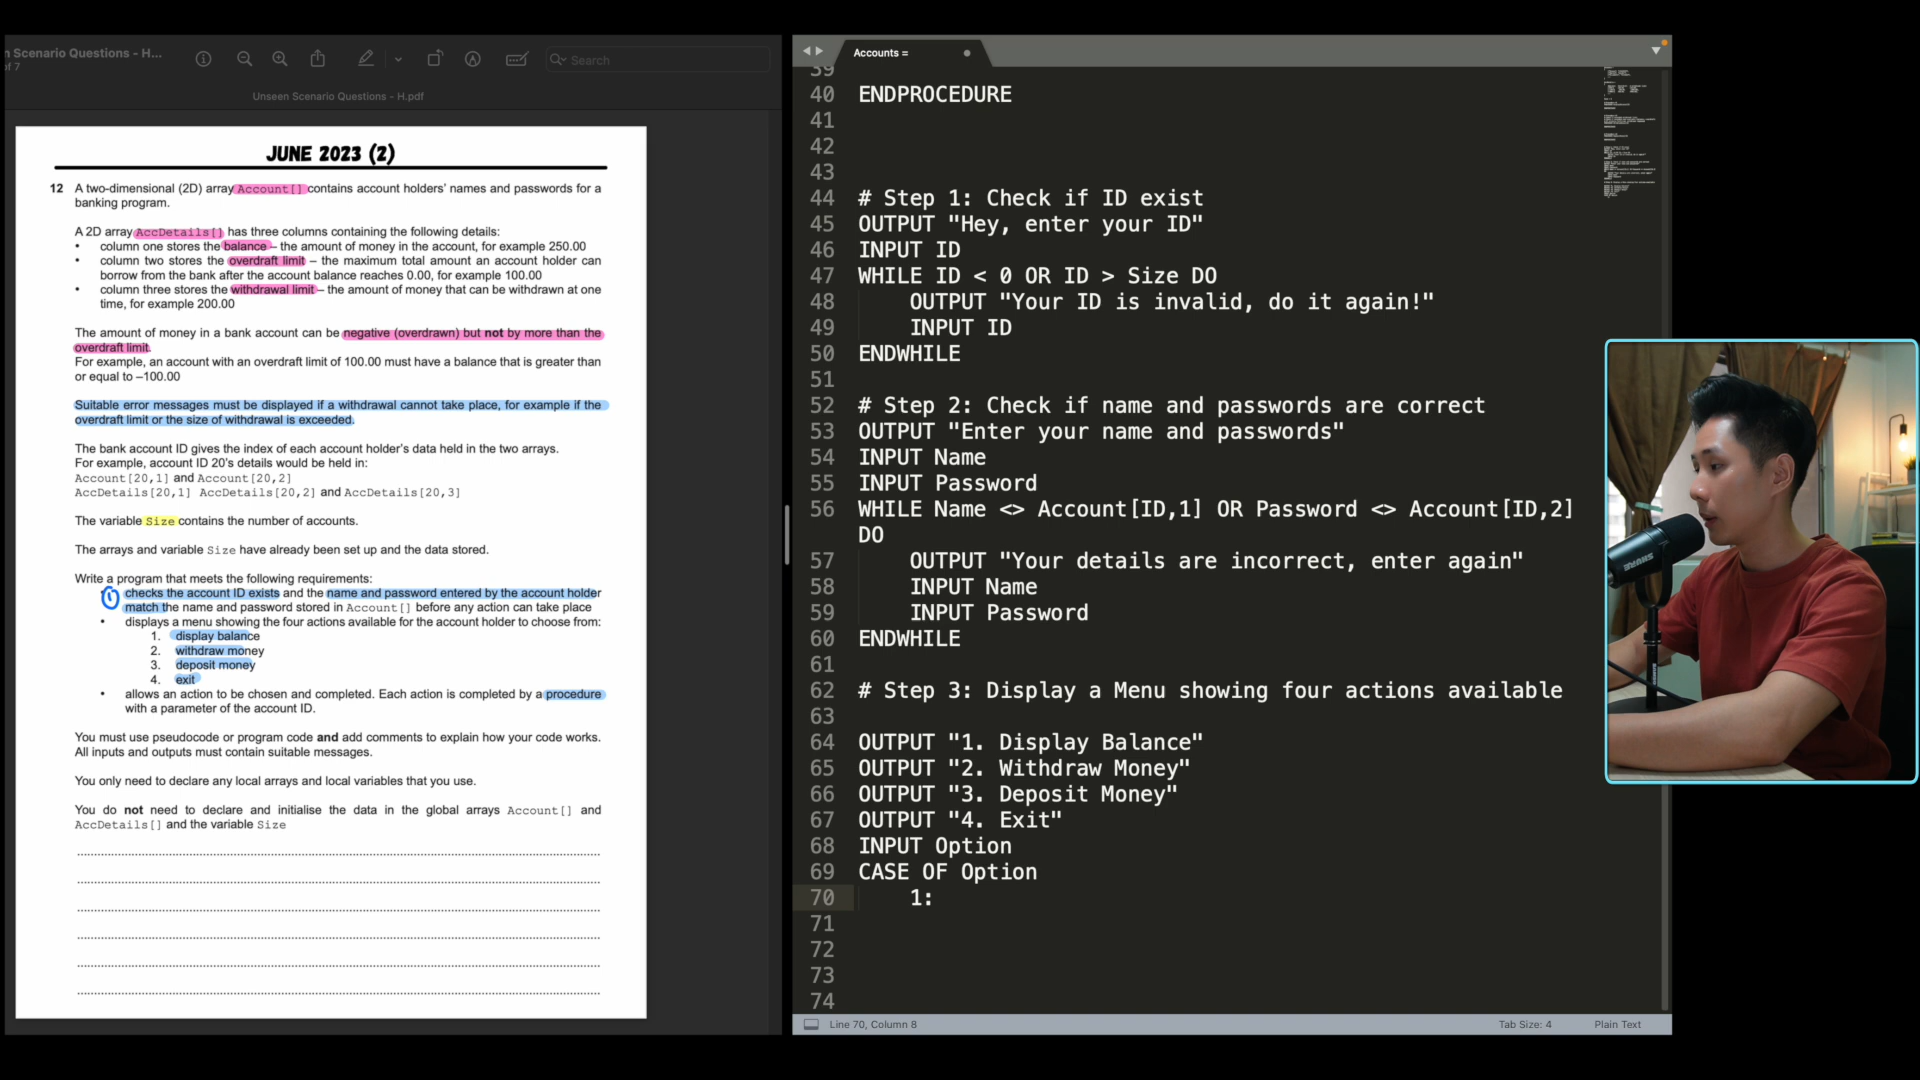 n Scenario Questions - H...
of 7
Search
Unseen Scenario Questions - H.pdf
JUNE 2023 (2)
12 A two-dimensional (2D) array Account[] contains account holders' names and passwords for a
banking program.
A 2D array AccDetails[] has three columns containing the following details:
• column one stores the balance – the amount of money in the account, for example 250.00
• column two stores the overdraft limit – the maximum total amount an account holder can
borrow from the bank after the account balance reaches 0.00, for example 100.00
• column three stores the withdrawal limit – the amount of money that can be withdrawn at one
time, for example 200.00
The amount of money in a bank account can be negative (overdrawn) but not by more than the
overdraft limit.
For example, an account with an overdraft limit of 100.00 must have a balance that is greater than
or equal to –100.00
Suitable error messages must be displayed if a withdrawal cannot take place, for example if the
overdraft limit or the size of withdrawal is exceeded.
The bank account ID gives the index of each account holder's data held in the two arrays.
For example, account ID 20's details would be held in:
Account[20,1] and Account[20,2]
AccDetails[20,1] AccDetails[20,2] and AccDetails[20,3]
The variable Size contains the number of accounts.
The arrays and variable Size have already been set up and the data stored.
Write a program that meets the following requirements:
① checks the account ID exists and the name and password entered by the account holder
match the name and password stored in Account[] before any action can take place
• displays a menu showing the four actions available for the account holder to choose from:
1. display balance
2. withdraw money
3. deposit money
4. exit
• allows an action to be chosen and completed. Each action is completed by a procedure
with a parameter of the account ID.
You must use pseudocode or program code and add comments to explain how your code works.
All inputs and outputs must contain suitable messages.
You only need to declare any local arrays and local variables that you use.
You do not need to declare and initialise the data in the global arrays Account[] and
AccDetails[] and the variable Size
Accounts =
39
40 ENDPROCEDURE
41
42
43
44 # Step 1: Check if ID exist
45 OUTPUT "Hey, enter your ID"
46 INPUT ID
47 WHILE ID < 0 OR ID > Size DO
48 OUTPUT "Your ID is invalid, do it again!"
49 INPUT ID
50 ENDWHILE
51
52 # Step 2: Check if name and passwords are correct
53 OUTPUT "Enter your name and passwords"
54 INPUT Name
55 INPUT Password
56 WHILE Name <> Account[ID,1] OR Password <> Account[ID,2]
DO
57 OUTPUT "Your details are incorrect, enter again"
58 INPUT Name
59 INPUT Password
60 ENDWHILE
61
62 # Step 3: Display a Menu showing four actions available
63
64 OUTPUT "1. Display Balance"
65 OUTPUT "2. Withdraw Money"
66 OUTPUT "3. Deposit Money"
67 OUTPUT "4. Exit"
68 INPUT Option
69 CASE OF Option
70 1:
71
72
73
74
Line 70, Column 8
Tab Size: 4
Plain Text
SHURE